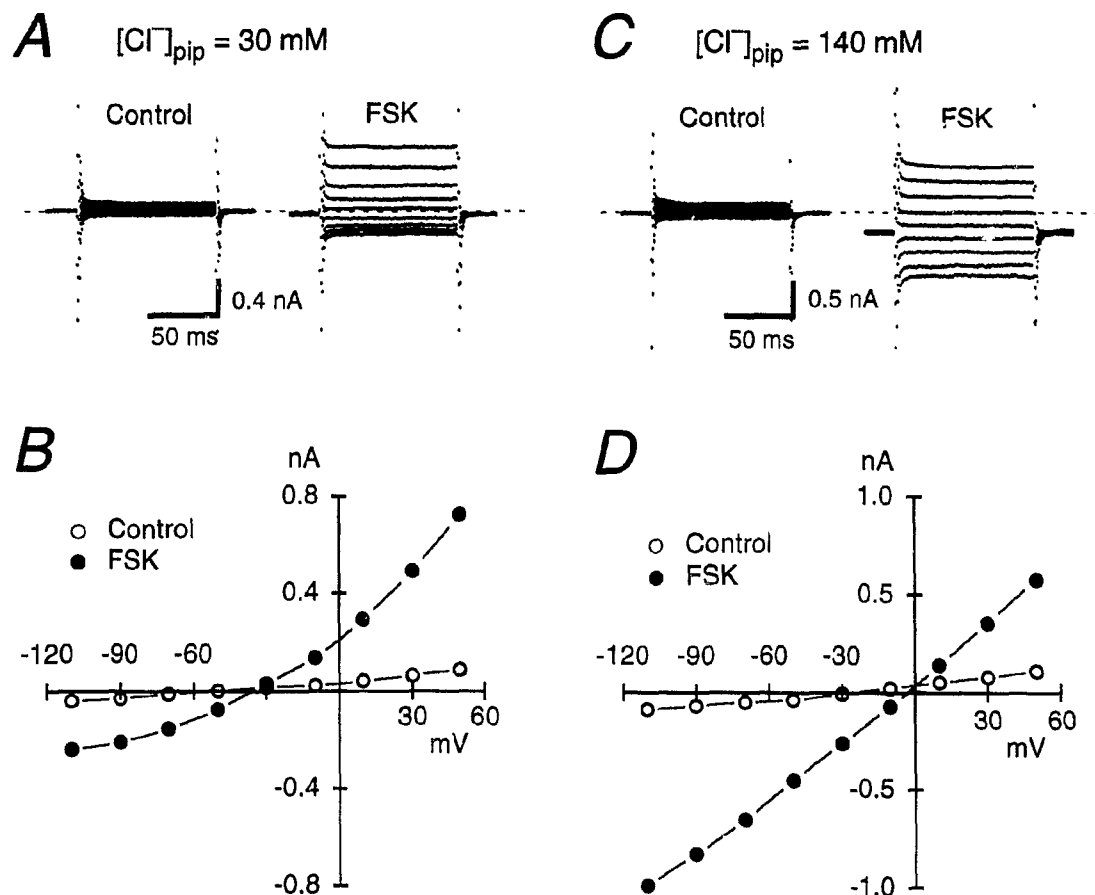 A
[Cl⁻]pip = 30 mM
Control
FSK
0.4 nA
50 ms
C
[Cl⁻]pip = 140 mM
Control
FSK
0.5 nA
50 ms
B
nA
0.8
Control
FSK
0.4
-120 -90 -60
30 60
mV
-0.4
-0.8
D
nA
1.0
Control
FSK
0.5
-120 -90 -60 -30
30 60
mV
-0.5
-1.0